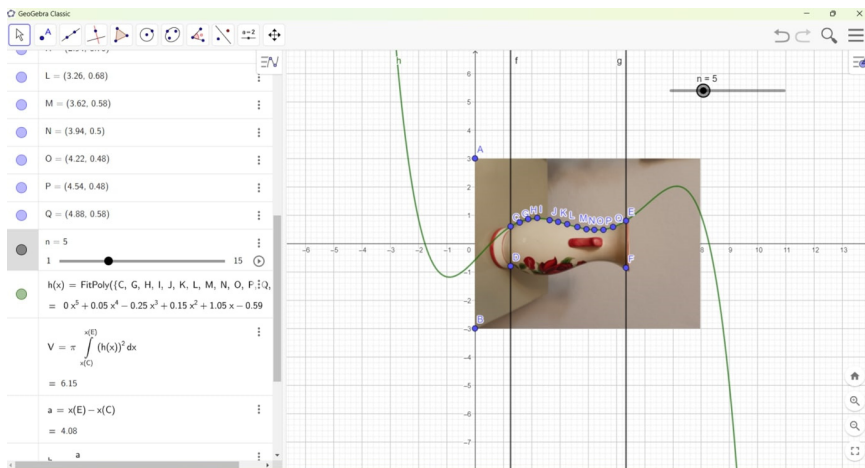 GeoGebra Classic
L = (3.26, 0.68)
M = (3.62, 0.58)
N = (3.94, 0.5)
O = (4.22, 0.48)
P = (4.54, 0.48)
Q = (4.88, 0.58)
n = 5
1 15
h(x) = FitPoly({C, G, H, I, J, K, L, M, N, O, P, Q,
= 0 x⁵ + 0.05 x⁴ − 0.25 x³ + 0.15 x² + 1.05 x − 0.59
x(E)
V = π ∫ (h(x))² dx
x(C)
= 6.15
a = x(E) − x(C)
= 4.08
a
h f g
n = 5
6
5
4
A
3
2
1
C G H I J K L M N O P Q E
−6 −5 −4 −3 −2 −1 0 8 9 10 11 12 13
D F
−1
−2
B
−3
−4
−5
−6
−7